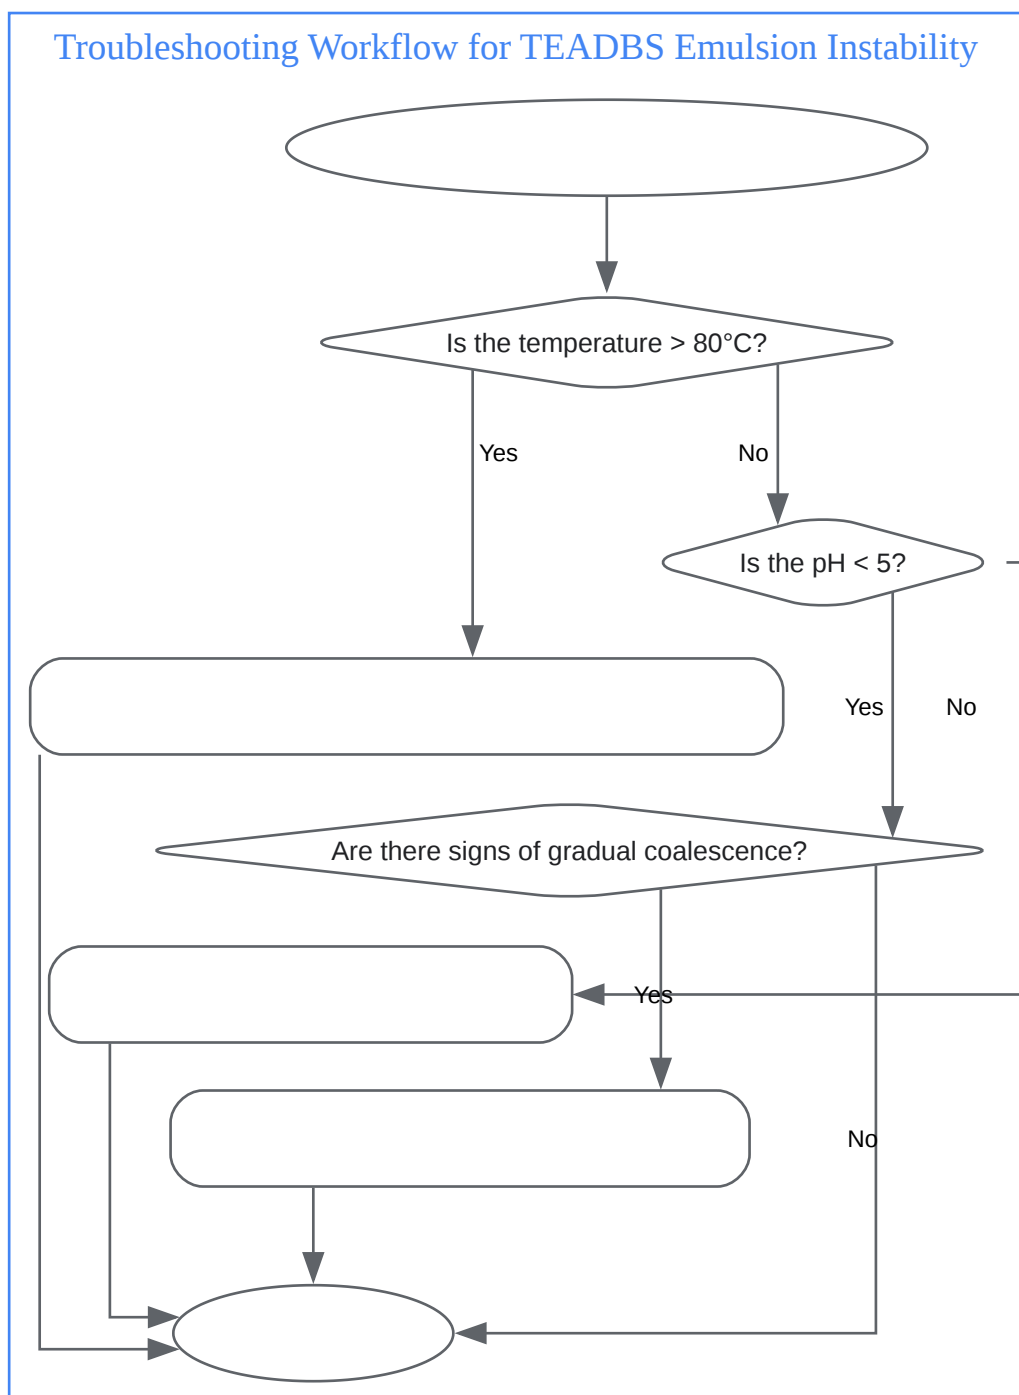 Troubleshooting Workflow for TEADBS Emulsion Instability
Is the temperature > 80°C?
Yes
No
Is the pH < 5?
Yes
No
Are there signs of gradual coalescence?
Yes
No